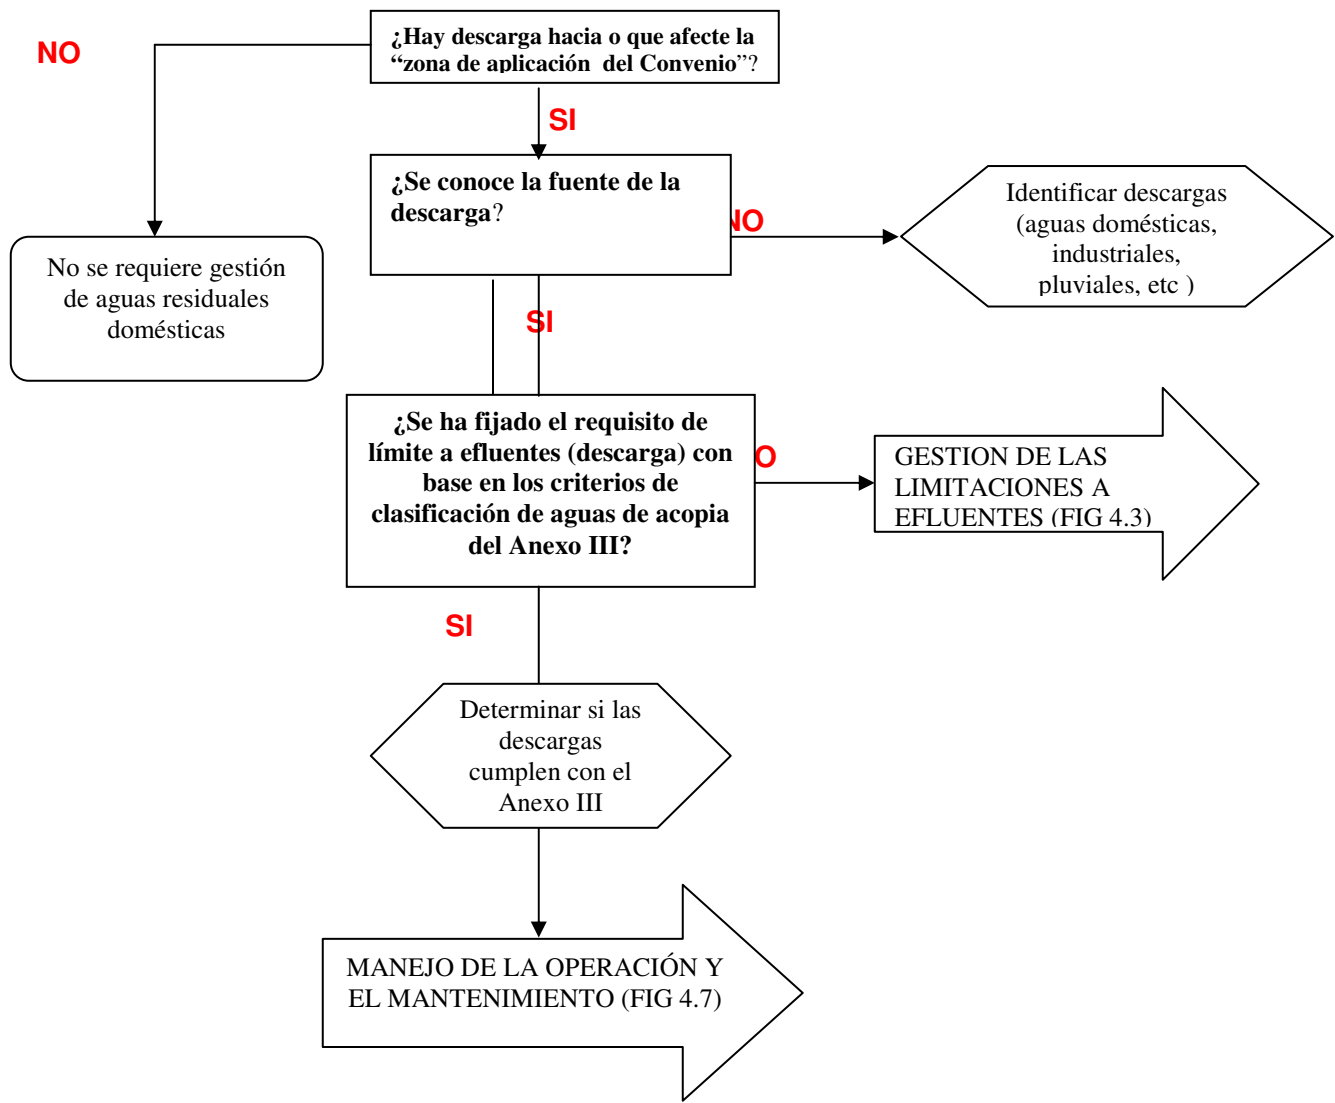 ¿Hay descarga hacia o que afecte la
“zona de aplicación del Convenio”?
NO
SI
¿Se conoce la fuente de la
descarga?
NO
Identificar descargas
(aguas domésticas,
industriales,
pluviales, etc )
No se requiere gestión
de aguas residuales
domésticas
SI
¿Se ha fijado el requisito de
límite a efluentes (descarga) con
base en los criterios de
clasificación de aguas de acopia
del Anexo III?
O
GESTION DE LAS
LIMITACIONES A
EFLUENTES (FIG 4.3)
SI
Determinar si las
descargas
cumplen con el
Anexo III
MANEJO DE LA OPERACIÓN Y
EL MANTENIMIENTO (FIG 4.7)